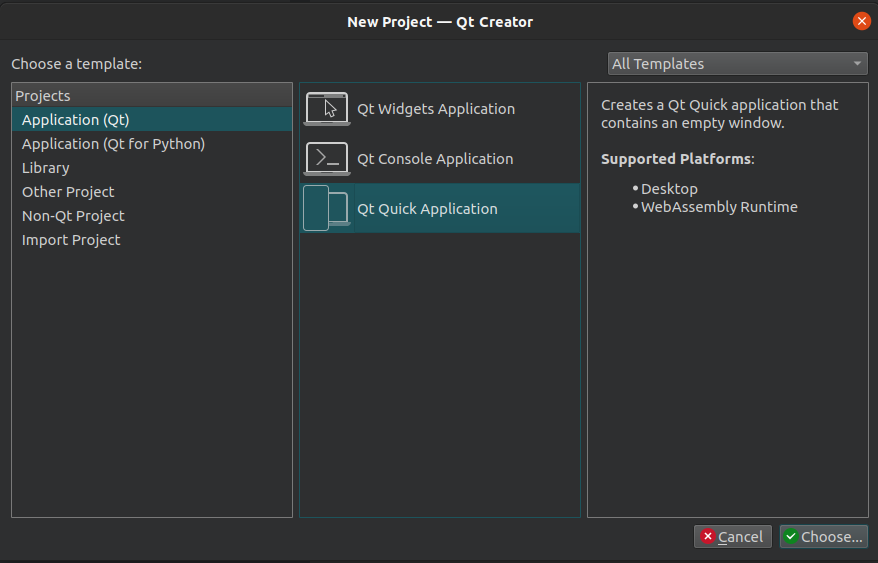 New Project — Qt Creator
Choose a template:
All Templates
Projects
Application (Qt)
Application (Qt for Python)
Library
Other Project
Non-Qt Project
Import Project
Qt Widgets Application
Qt Console Application
Qt Quick Application
Creates a Qt Quick application that
contains an empty window.
Supported Platforms:
• Desktop
• WebAssembly Runtime
Cancel
Choose...